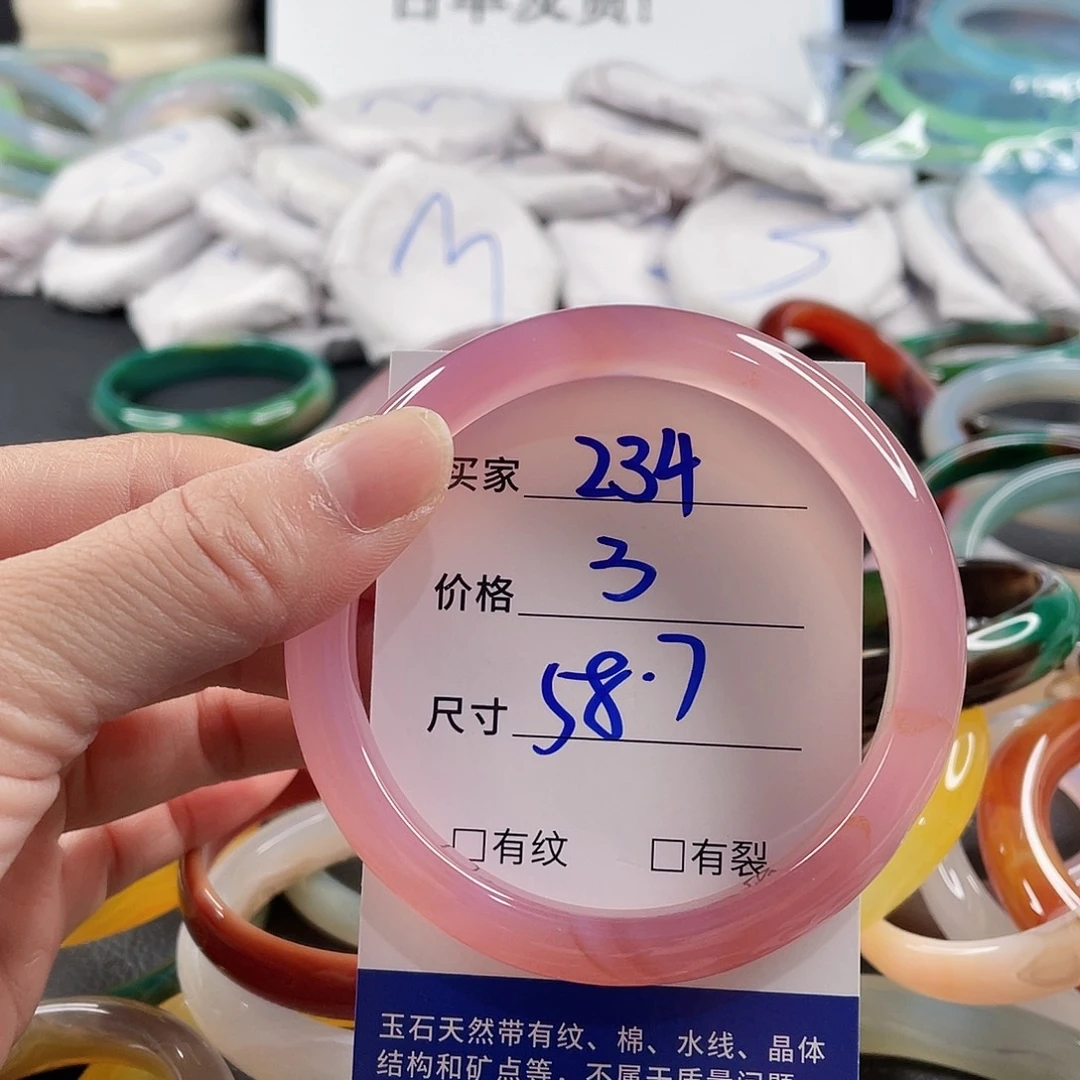 买家 234
价格 3
尺寸 58.7
□有纹 □有裂
玉石天然带有纹、棉、水线、晶体
结构和矿点等，不属于质量问题
M
S